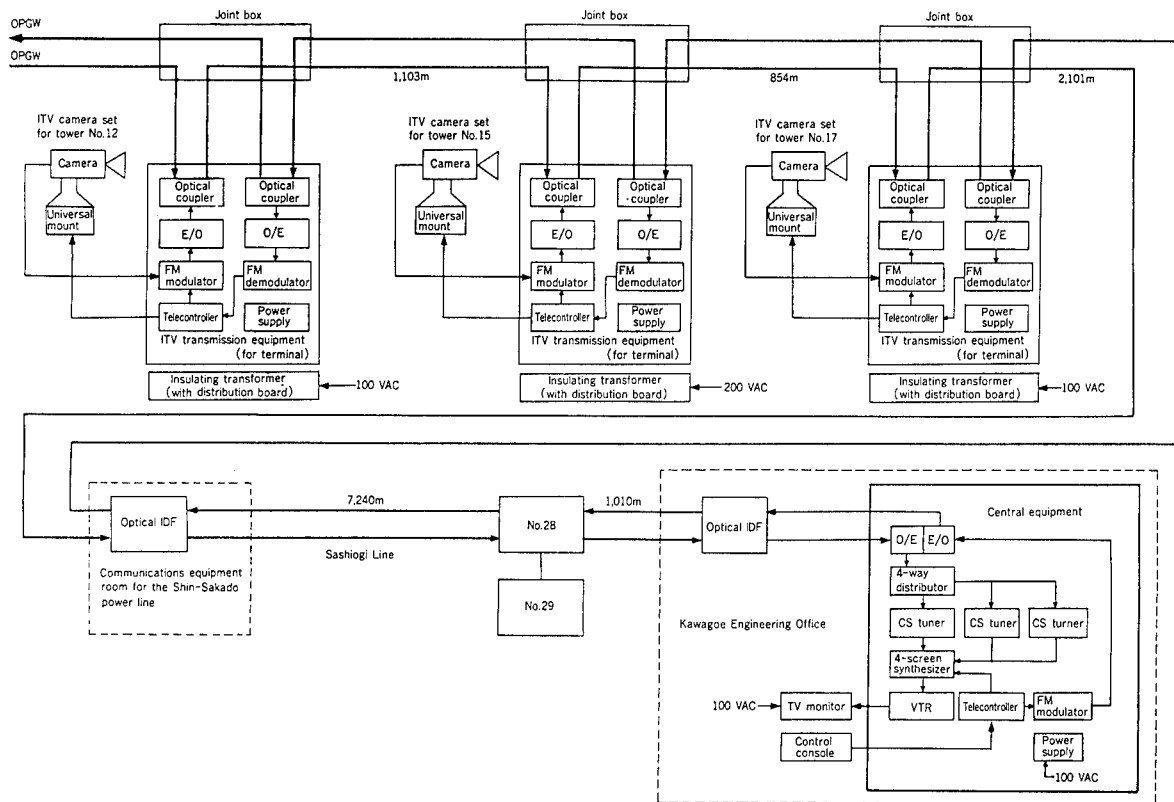 OPGW
OPGW
Joint box
Joint box
Joint box
1,103m
854m
2,101m
ITV camera set
for tower No.12
Camera
Universal
mount
Optical
coupler
Optical
coupler
E/O
O/E
FM
modulator
FM
demodulator
Telecontroller
Power
supply
ITV transmission equipment
(for terminal)
Insulating transformer
(with distribution board)
100 VAC
ITV camera set
for tower No.15
Camera
Universal
mount
Optical
coupler
Optical
coupler
E/O
O/E
FM
modulator
FM
demodulator
Telecontroller
Power
supply
ITV transmission equipment
(for terminal)
Insulating transformer
(with distribution board)
200 VAC
ITV camera set
for tower No.17
Camera
Universal
mount
Optical
coupler
Optical
coupler
E/O
O/E
FM
modulator
FM
demodulator
Telecontroller
Power
supply
ITV transmission equipment
(for terminal)
Insulating transformer
(with distribution board)
100 VAC
Optical IDF
Communications equipment
room for the Shin-Sakado
power line
7,240m
Sashiogi Line
No.28
No.29
1,010m
Optical IDF
Kawagoe Engineering Office
Central equipment
O/E
E/O
4-way
distributor
CS tuner
CS tuner
CS turner
4-screen
synthesizer
100 VAC
TV monitor
VTR
Telecontroller
FM
modulator
Control
console
Power
supply
100 VAC